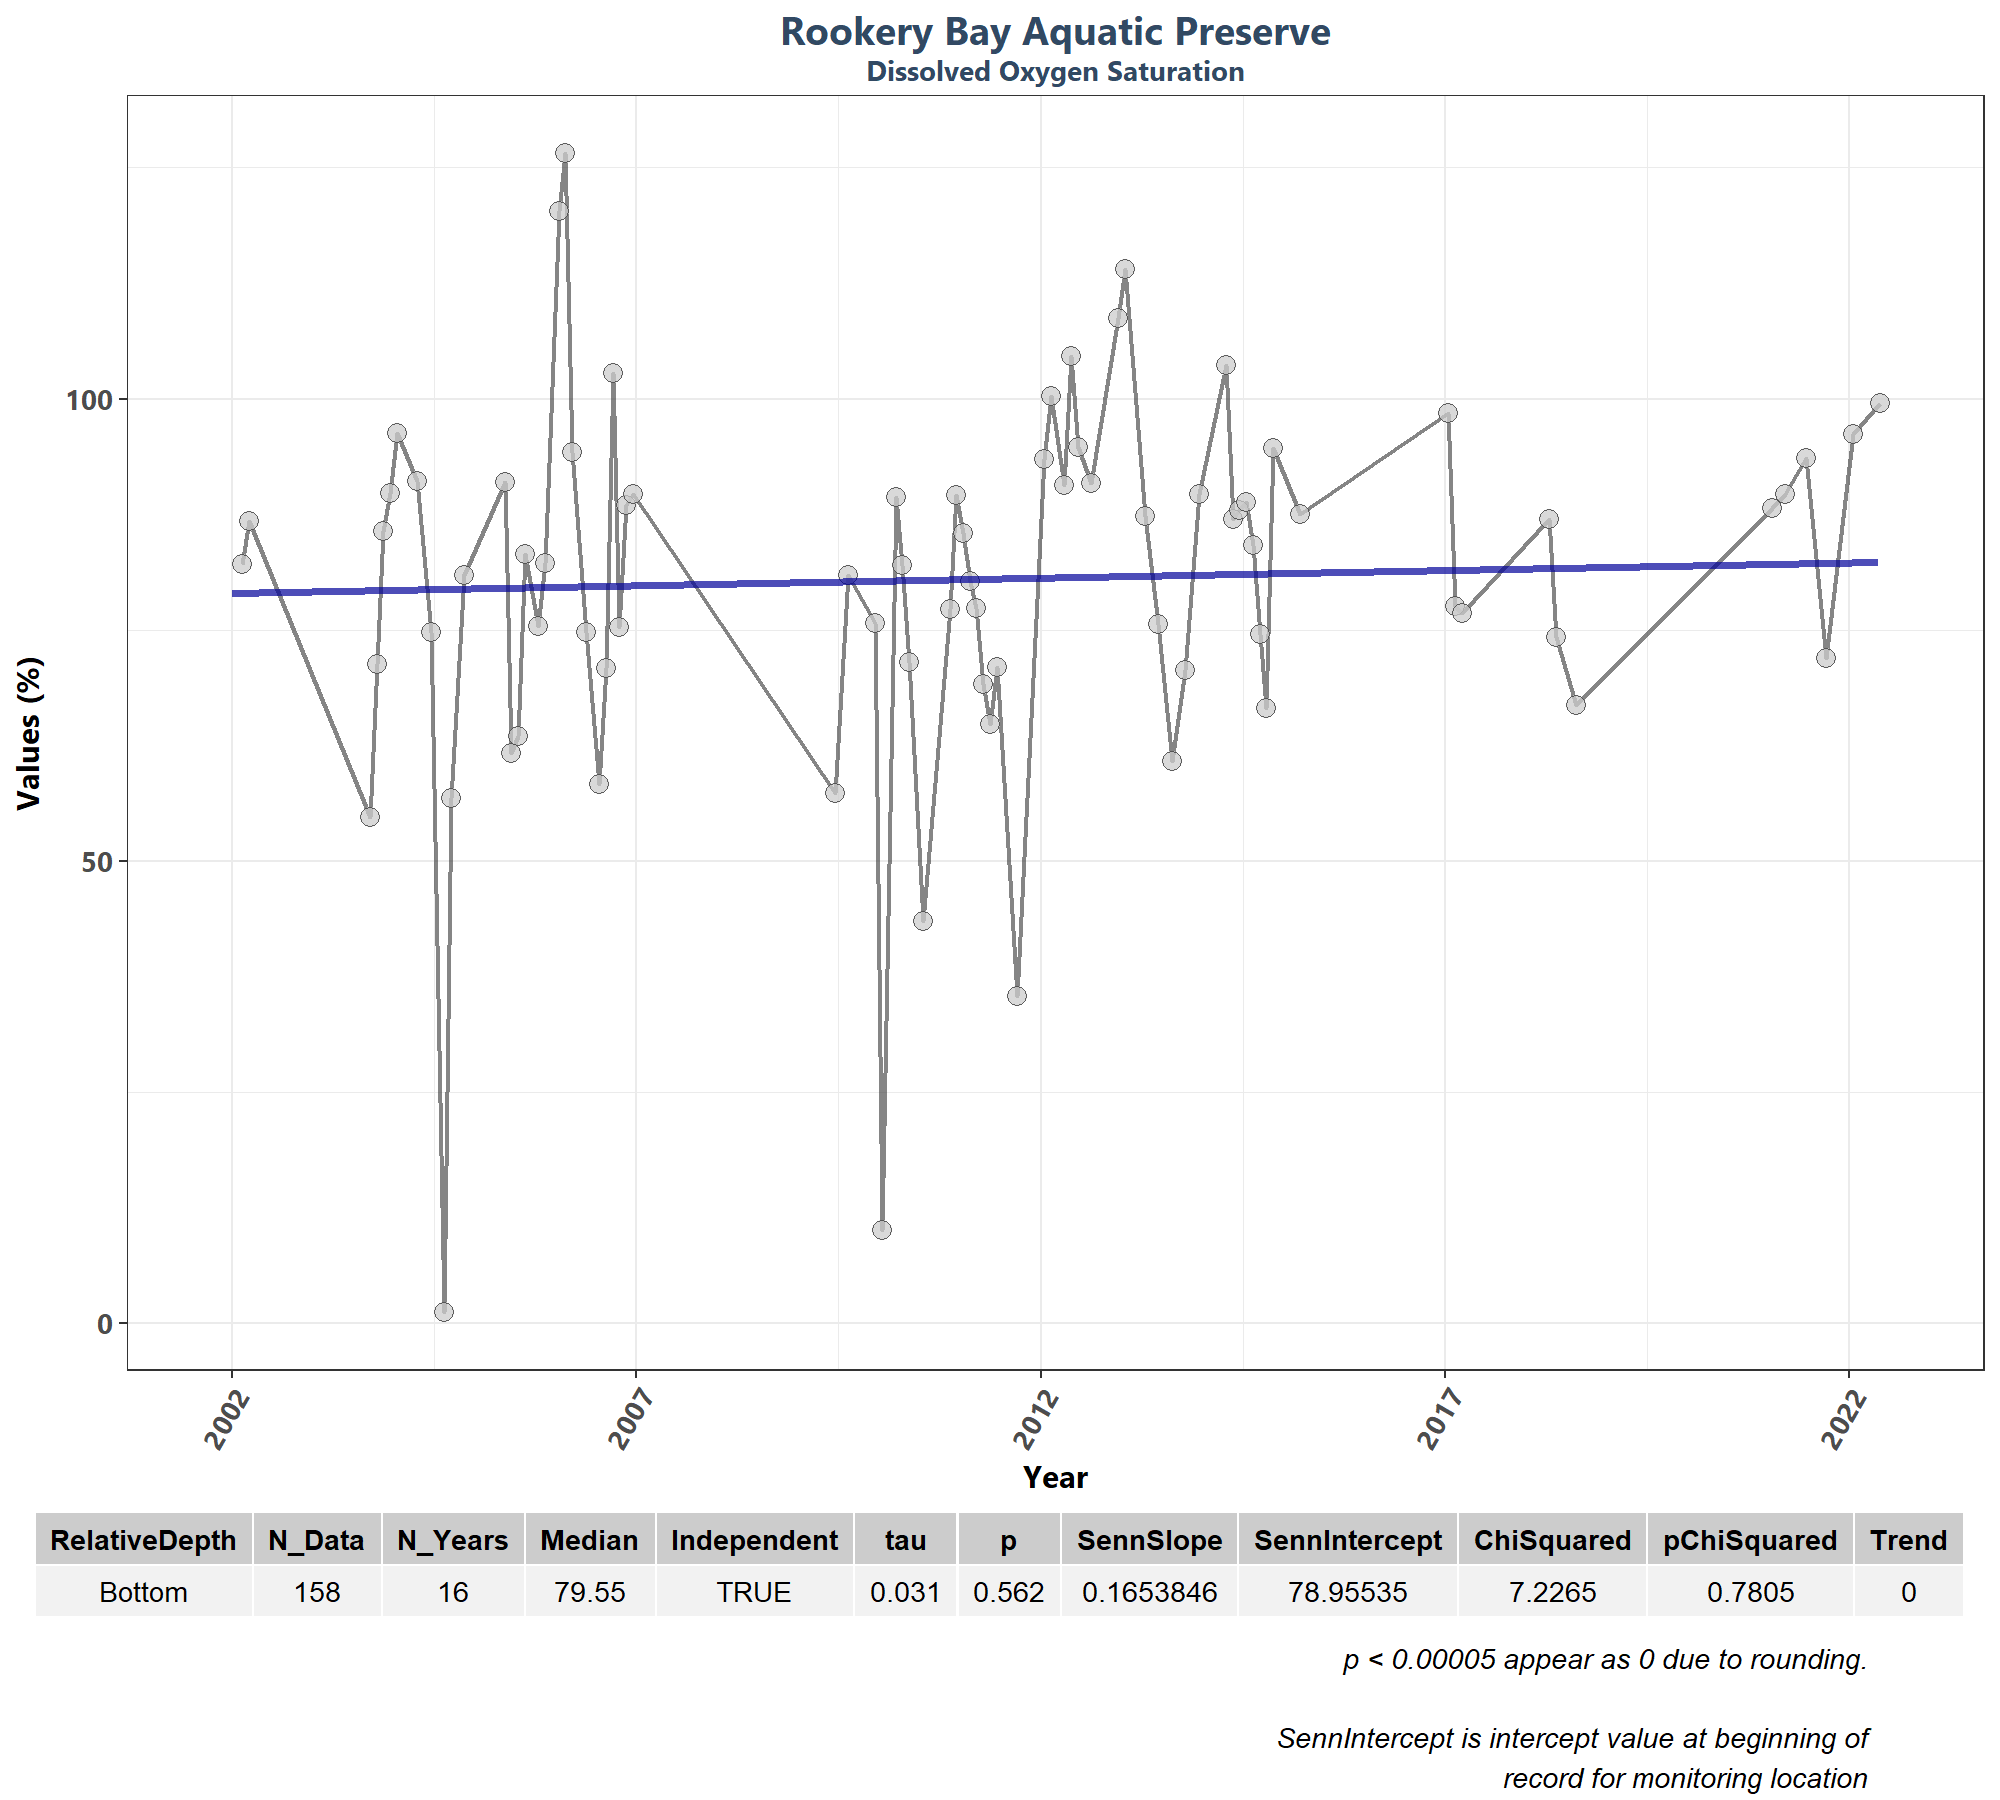 Rookery Bay Aquatic Preserve
Dissolved Oxygen Saturation
Values (%)
100
50
0
2002
2007
2012
2017
2022
Year
RelativeDepth N_Data N_Years Median Independent tau p SennSlope SennIntercept ChiSquared pChiSquared Trend
Bottom 158 16 79.55 TRUE 0.031 0.562 0.1653846 78.95535 7.2265 0.7805 0
p < 0.00005 appear as 0 due to rounding.
SennIntercept is intercept value at beginning of
record for monitoring location